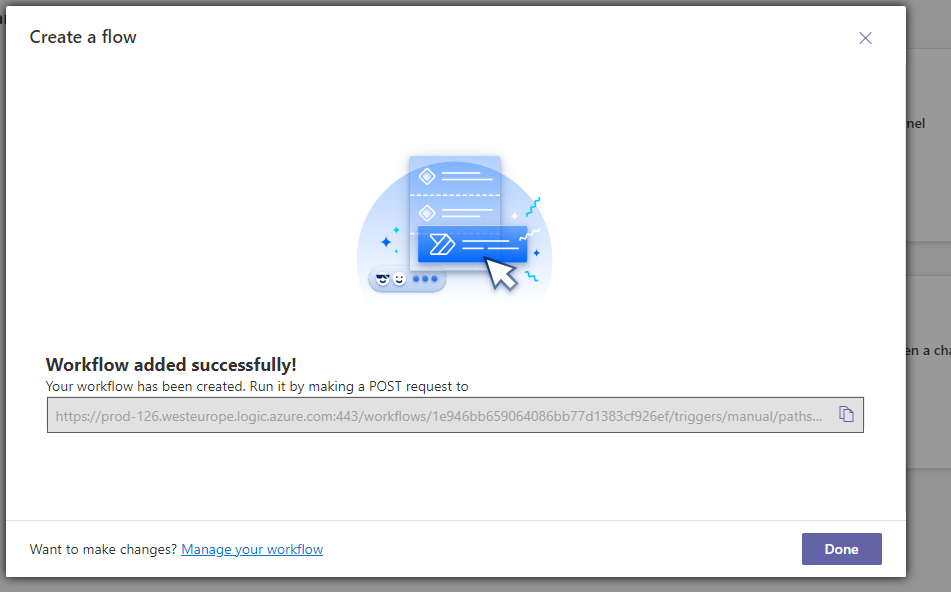 Create a flow
nel
en a cha
Workflow added successfully!
Your workflow has been created. Run it by making a POST request to
https://prod-126.westeurope.logic.azure.com:443/workflows/1e946bb659064086bb77d1383cf926ef/triggers/manual/paths...
Want to make changes? Manage your workflow
Done